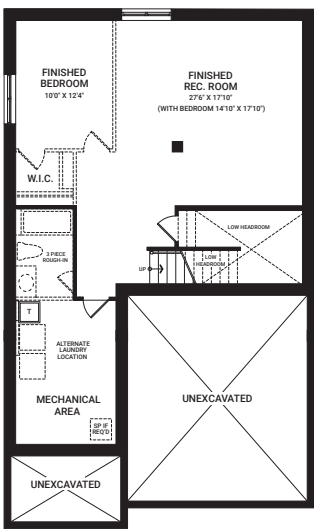 FINISHED
BEDROOM
10'0" X 12'4"
FINISHED
REC. ROOM
27'6" X 17'10"
(WITH BEDROOM 14'10" X 17'10")
W.I.C.
LOW HEADROOM
3 PIECE
ROUGH-IN
LOW
HEADROOM
UP
T
ALTERNATE
LAUNDRY
LOCATION
MECHANICAL
AREA
SP IF
REQ'D
UNEXCAVATED
UNEXCAVATED